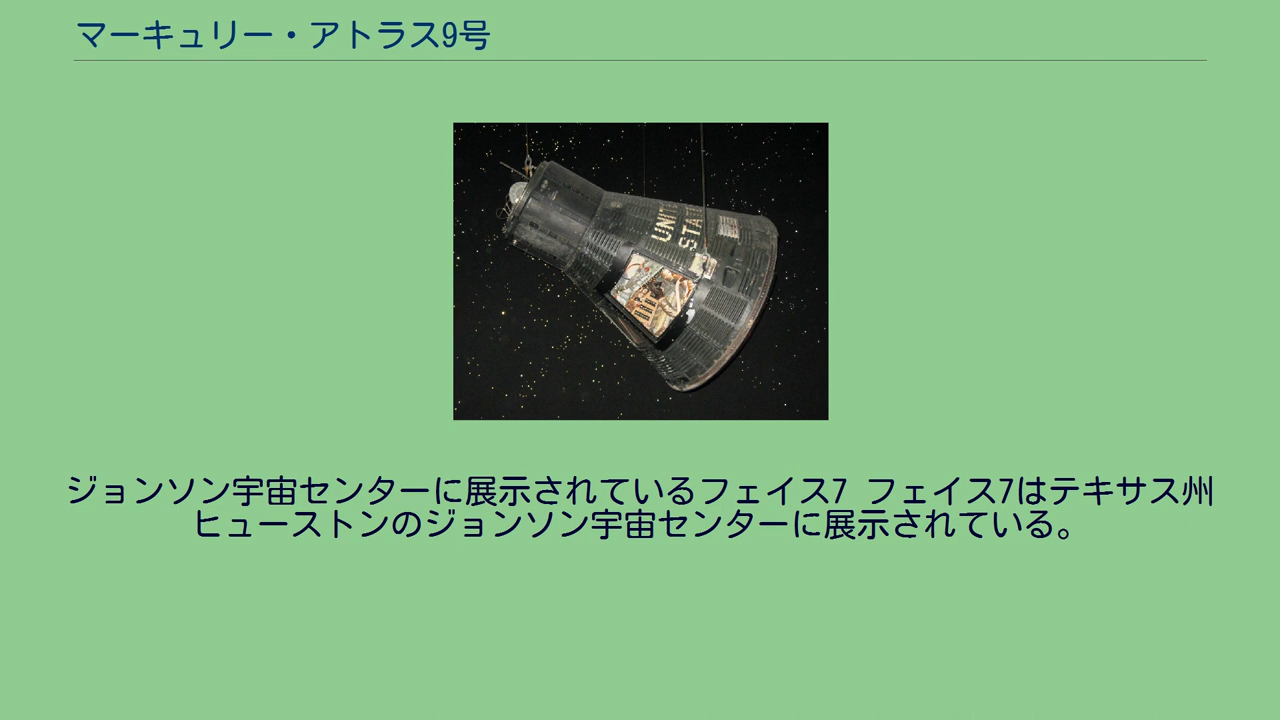 マーキュリー・アトラス9号
UNIT
STAT
ジョンソン宇宙センターに展示されているフェイス7 フェイス7はテキサス州
ヒューストンのジョンソン宇宙センターに展示されている。